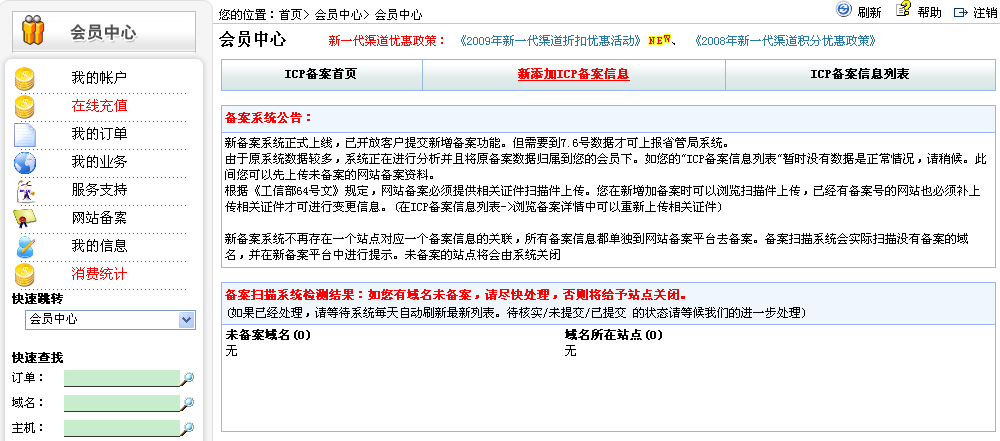 会员中心
我的帐户
在线充值
我的订单
我的业务
服务支持
网站备案
我的信息
消费统计
快速跳转
会员中心
快速查找
订单：
域名：
主机：
您的位置：首页> 会员中心> 会员中心
刷新 帮助 注销
会员中心 新一代渠道优惠政策： 《2009年新一代渠道折扣优惠活动》 NEW 、 《2008年新一代渠道积分优惠政策》
ICP备案首页 新添加ICP备案信息 ICP备案信息列表
备案系统公告：
新备案系统正式上线，已开放客户提交新增备案功能。但需要到7.6号数据才可上报省管局系统。
由于原系统数据较多，系统正在进行分析并且将原备案数据归属到您的会员下。如您的"ICP备案信息列表"暂时没有数据是正常情况，请稍候。此
间您可以先上传未备案的网站备案资料。
根据《工信部64号文》规定，网站备案必须提供相关证件扫描件上传。您在新增加备案时可以浏览扫描件上传，已经有备案号的网站也必须补上
传相关证件才可进行变更信息。(在ICP备案信息列表->浏览备案详情中可以重新上传相关证件)
新备案系统不再存在一个站点对应一个备案信息的关联，所有备案信息都单独到网站备案平台去备案。备案扫描系统会实际扫描没有备案的域
名，并在新备案平台中进行提示。未备案的站点将会由系统关闭
备案扫描系统检测结果：如您有域名未备案，请尽快处理，否则将给予站点关闭。
(如果已经处理，请等待系统每天自动刷新最新列表。待核实/未提交/已提交 的状态请等候我们的进一步处理)
未备案域名(0) 域名所在站点(0)
无 无